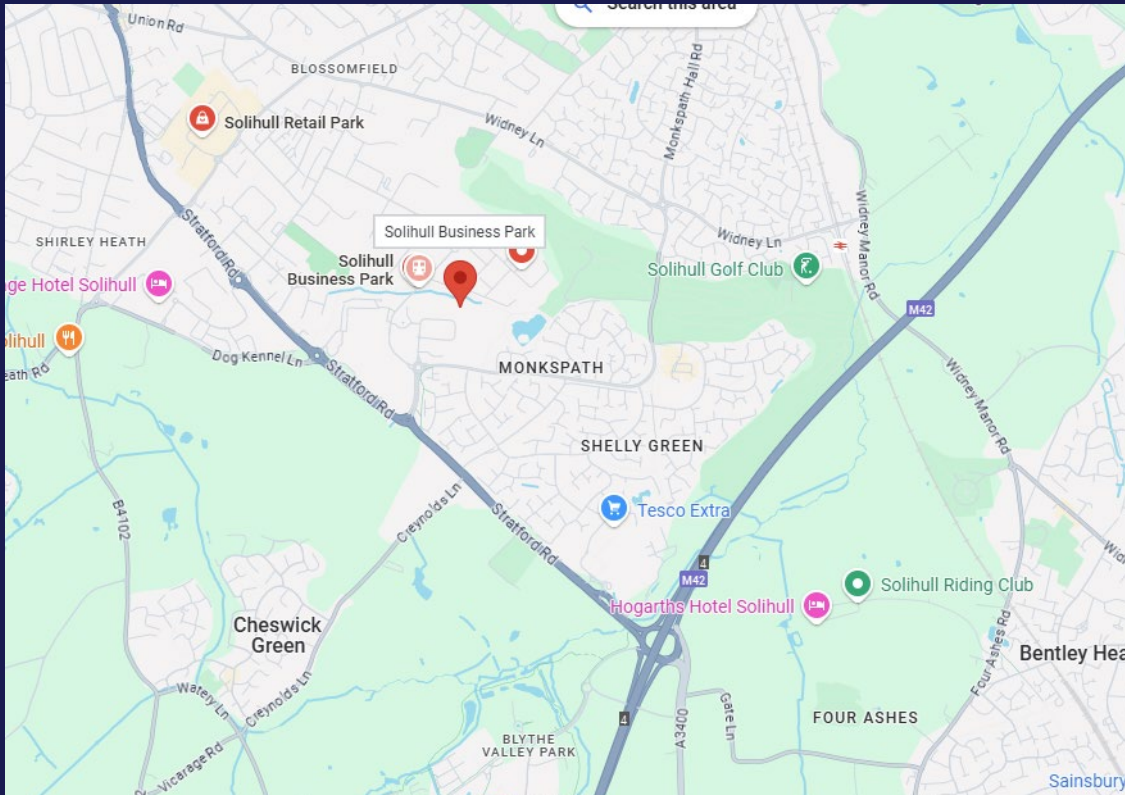 Search this area
Union Rd
BLOSSOMFIELD
Solihull Retail Park
Monkspath Hall Rd
Widney Ln
Stratford Rd
SHIRLEY HEATH
Solihull Business Park
Solihull
Business Park
Widney Ln
Widney Manor Rd
Solihull Golf Club
ge Hotel Solihull
M42
lihull
Dog Kennel Ln
eath Rd
Stratford Rd
MONKSPATH
Widney Manor Rd
SHELLY GREEN
B4102
Creynolds Ln
Stratford Rd
Tesco Extra
4
M42
Solihull Riding Club
Hogarths Hotel Solihull
Cheswick
Green
Four Ashes Rd
Bentley Hea
Watery Ln
Creynolds Ln
4
A3400
Gate Ln
FOUR ASHES
BLYTHE
VALLEY PARK
Vicarage Rd
Sainsbury